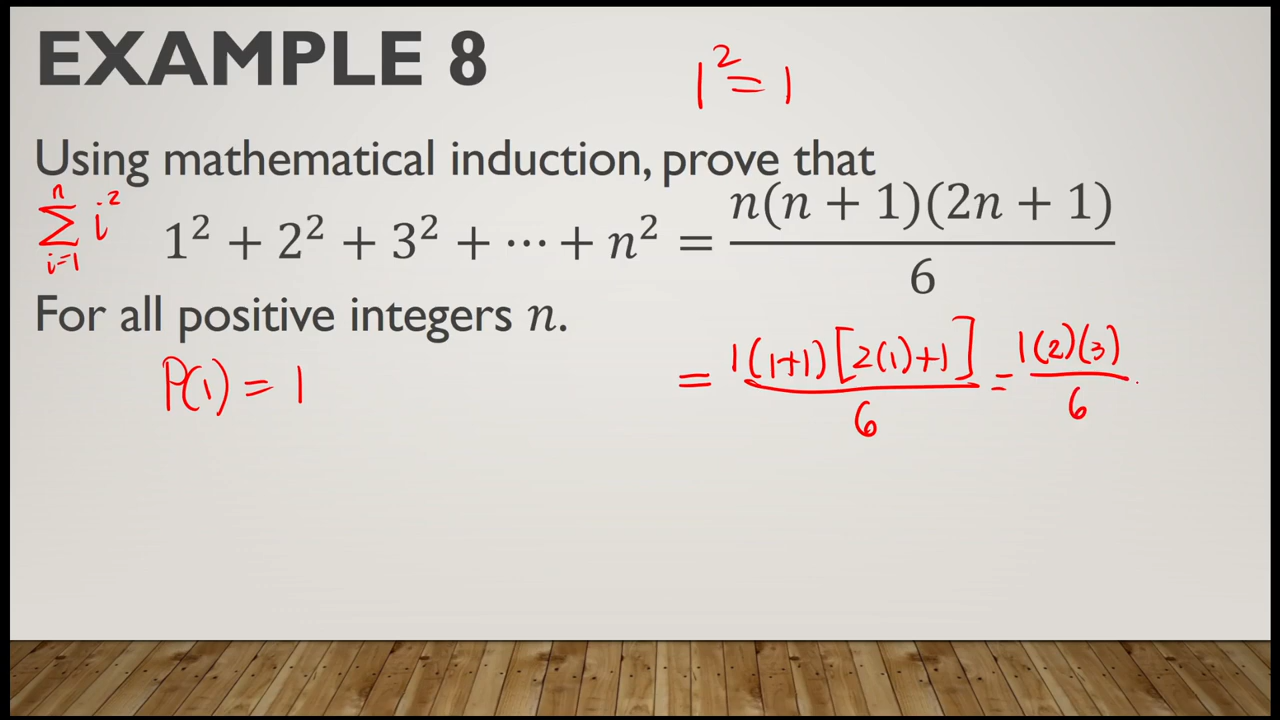 EXAMPLE 8
1² = 1
Using mathematical induction, prove that
∑_{i=1}^{n} i² 1² + 2² + 3² + ⋯ + n² = n(n + 1)(2n + 1) / 6
For all positive integers n.
P(1) = 1 = 1(1+1)[2(1)+1] / 6 = 1(2)(3) / 6